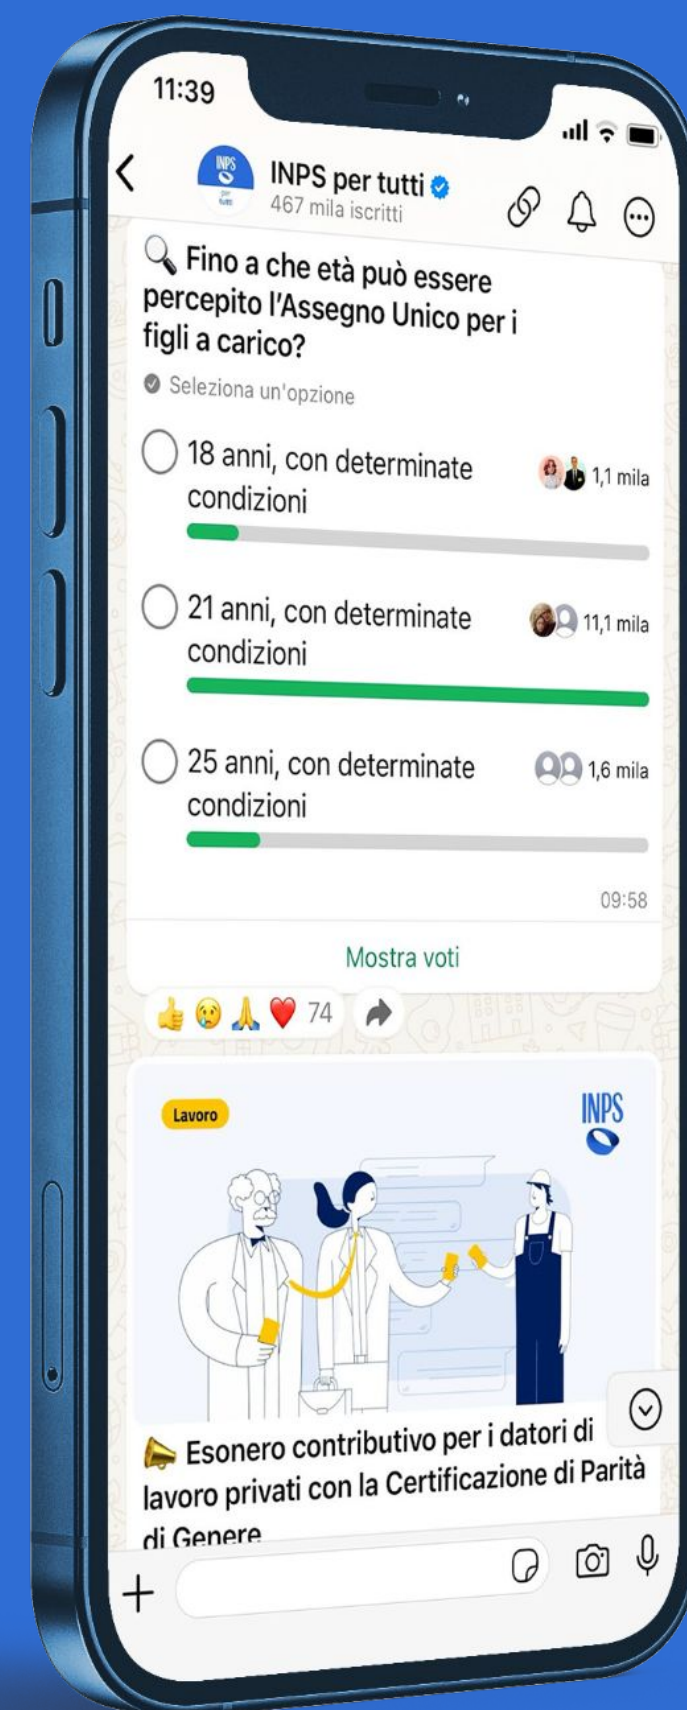 11:39
INPS
per
tutti
INPS per tutti
467 mila iscritti
🔍 Fino a che età può essere
percepito l'Assegno Unico per i
figli a carico?
Seleziona un'opzione
18 anni, con determinate
condizioni
1,1 mila
21 anni, con determinate
condizioni
11,1 mila
25 anni, con determinate
condizioni
1,6 mila
09:58
Mostra voti
👍 😢 🙏 ❤️ 74
Lavoro
INPS
📣 Esonero contributivo per i datori di
lavoro privati con la Certificazione di Parità
di Genere